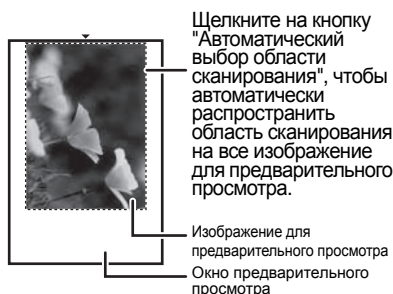 Щелкните на кнопку
"Автоматический
выбор области
сканирования", чтобы
автоматически
распространить
область сканирования
на все изображение
для предварительного
просмотра.
Изображение для
предварительного просмотра
Окно предварительного
просмотра